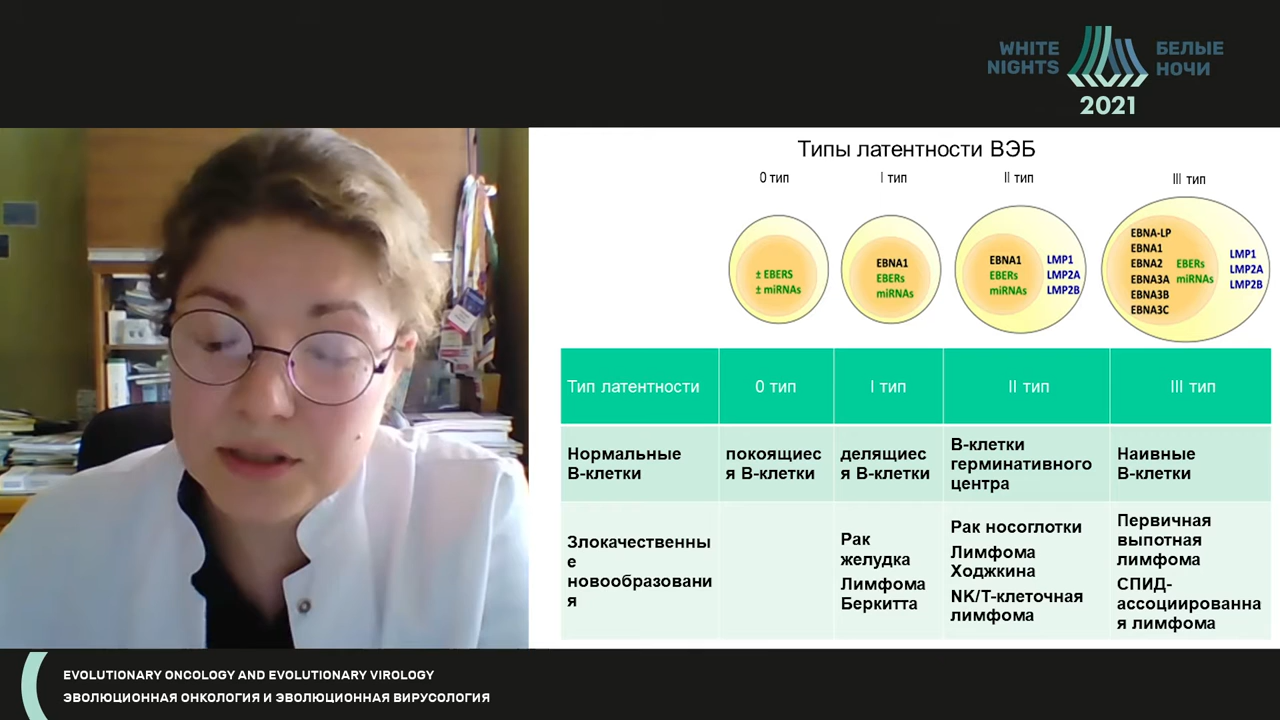 WHITE
NIGHTS
БЕЛЫЕ
НОЧИ
2021
Типы латентности ВЭБ
0 тип
I тип
II тип
III тип
± EBERS
± miRNAs
EBNA1
EBERs
miRNAs
EBNA1
EBERs
miRNAs
LMP1
LMP2A
LMP2B
EBNA-LP
EBNA1
EBNA2
EBNA3A
EBNA3B
EBNA3C
EBERs
miRNAs
LMP1
LMP2A
LMP2B
Тип латентности
0 тип
I тип
II тип
III тип
Нормальные
В-клетки
покоящиес
я В-клетки
делящиес
я В-клетки
В-клетки
герминативного
центра
Наивные
В-клетки
Злокачественны
е
новообразовани
я
Рак
желудка
Лимфома
Беркитта
Рак носоглотки
Лимфома
Ходжкина
NK/T-клеточная
лимфома
Первичная
выпотная
лимфома
СПИД-
ассоциированна
я лимфома
EVOLUTIONARY ONCOLOGY AND EVOLUTIONARY VIROLOGY
ЭВОЛЮЦИОННАЯ ОНКОЛОГИЯ И ЭВОЛЮЦИОННАЯ ВИРУСОЛОГИЯ